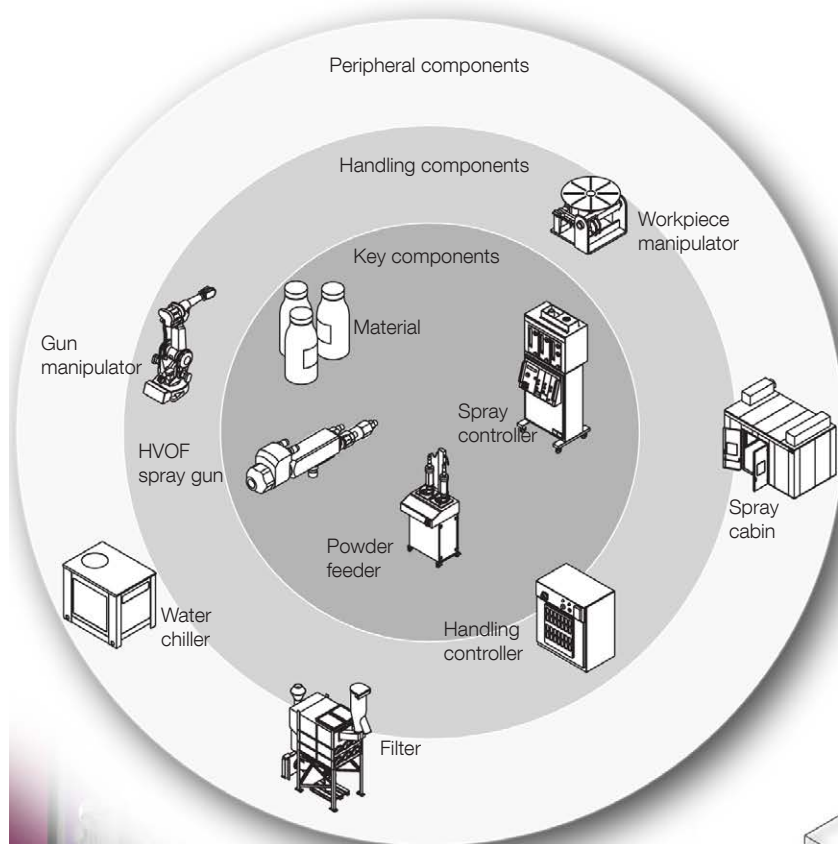 Peripheral components
Handling components
Workpiece
manipulator
Key components
Material
Gun
manipulator
Spray
controller
HVOF
spray gun
Spray
cabin
Powder
feeder
Water
chiller
Handling
controller
Filter